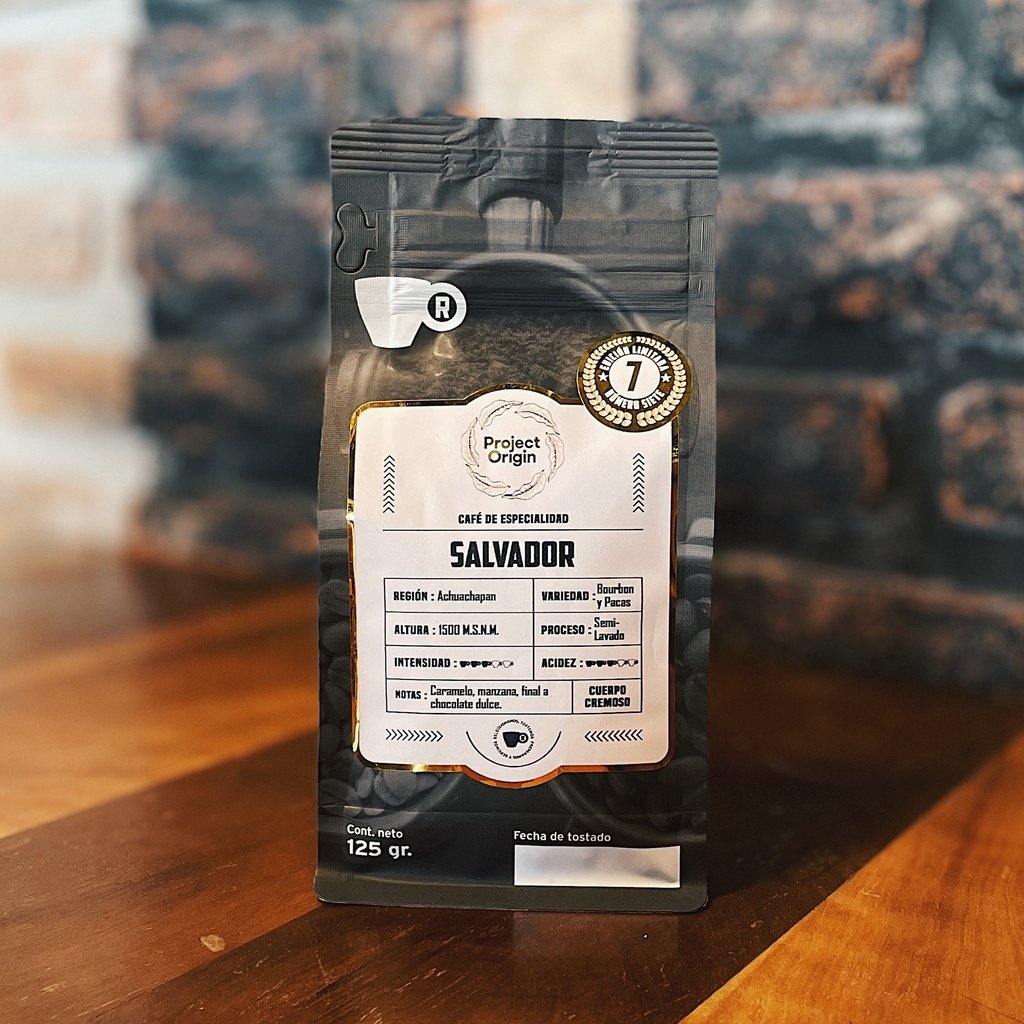 R
EDICIÓN LIMITADA
7
NÚMERO SIETE
Project
Origin
CAFÉ DE ESPECIALIDAD
SALVADOR
REGIÓN : Achuachapan
VARIEDAD : Bourbon
y Pacas
ALTURA : 1500 M.S.N.M.
PROCESO : Semi-
Lavado
INTENSIDAD :
ACIDEZ :
NOTAS : Caramelo, manzana, final a
chocolate dulce.
CUERPO
CREMOSO
Cont. neto
125 gr.
Fecha de tostado